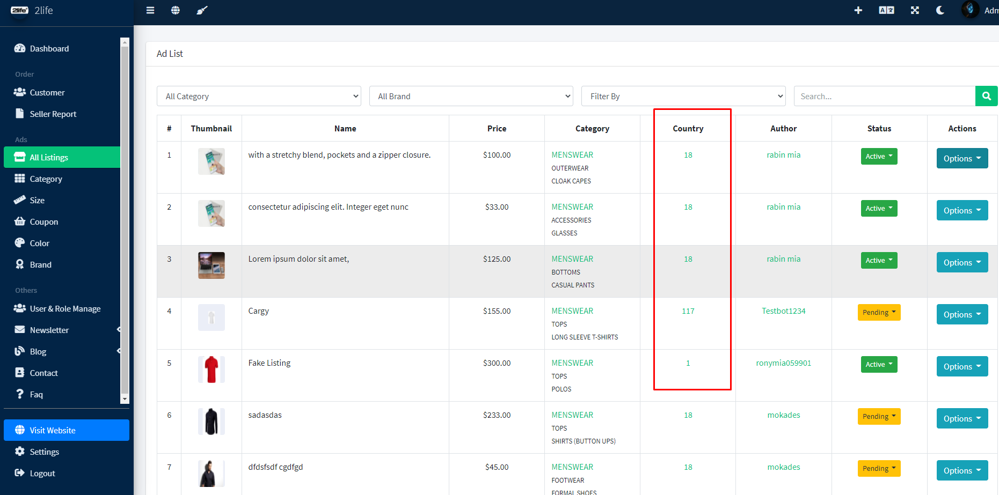 2life 2life
Adm
Dashboard
Order
Customer
Seller Report
Ads
All Listings
Category
Size
Coupon
Color
Brand
Others
User & Role Manage
Newsletter
Blog
Contact
Faq
Visit Website
Settings
Logout
Ad List
All Category All Brand Filter By Search...
# Thumbnail Name Price Category Country Author Status Actions
1 with a stretchy blend, pockets and a zipper closure. $100.00 MENSWEAR 18 rabin mia Active Options
OUTERWEAR
CLOAK CAPES
2 consectetur adipiscing elit. Integer eget nunc $33.00 MENSWEAR 18 rabin mia Active Options
ACCESSORIES
GLASSES
3 Lorem ipsum dolor sit amet, $125.00 MENSWEAR 18 rabin mia Active Options
BOTTOMS
CASUAL PANTS
4 Cargy $155.00 MENSWEAR 117 Testbot1234 Pending Options
TOPS
LONG SLEEVE T-SHIRTS
5 Fake Listing $300.00 MENSWEAR 1 ronymia059901 Active Options
TOPS
POLOS
6 sadasdas $233.00 MENSWEAR 18 mokades Pending Options
TOPS
SHIRTS (BUTTON UPS)
7 dfdsfsdf cgdfgd $45.00 MENSWEAR 18 mokades Pending Options
FOOTWEAR
FORMAL SHOES